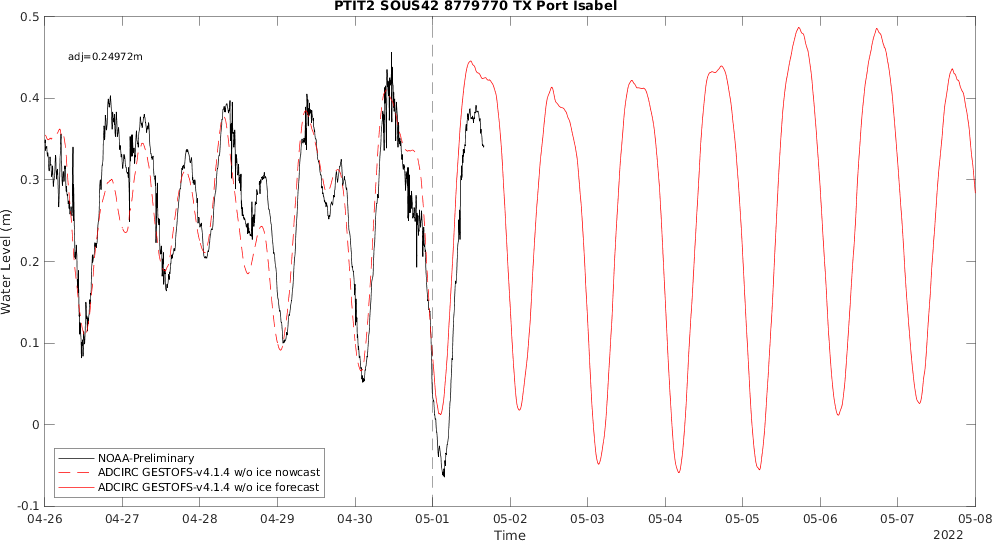 PTIT2 SOUS42 8779770 TX Port Isabel
adj=0.24972m
0.5
0.4
0.3
0.2
0.1
0
-0.1
Water Level (m)
NOAA-Preliminary
ADCIRC GESTOFS-v4.1.4 w/o ice nowcast
ADCIRC GESTOFS-v4.1.4 w/o ice forecast
04-26 04-27 04-28 04-29 04-30 05-01 05-02 05-03 05-04 05-05 05-06 05-07 05-08
Time
2022